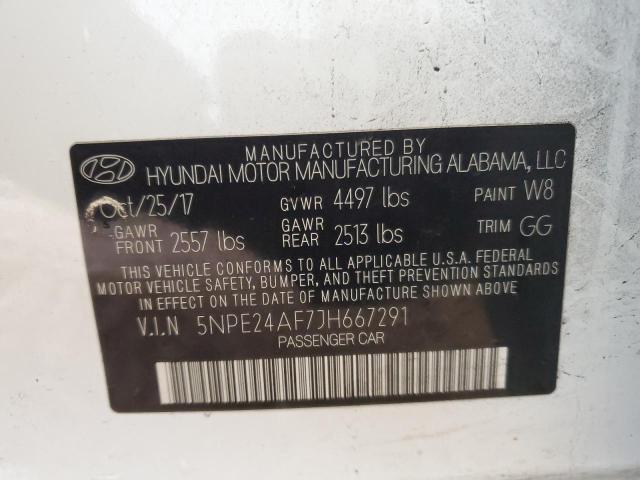 MANUFACTURED BY
HYUNDAI MOTOR MANUFACTURING ALABAMA, LLC
Oct/25/17 GVWR 4497 lbs PAINT W8
GAWR FRONT 2557 lbs GAWR REAR 2513 lbs TRIM GG
THIS VEHICLE CONFORMS TO ALL APPLICABLE U.S.A. FEDERAL
MOTOR VEHICLE SAFETY, BUMPER, AND THEFT PREVENTION STANDARDS
IN EFFECT ON THE DATE OF MANUFACTURE SHOWN ABOVE
V.I.N 5NPE24AF7JH667291
PASSENGER CAR